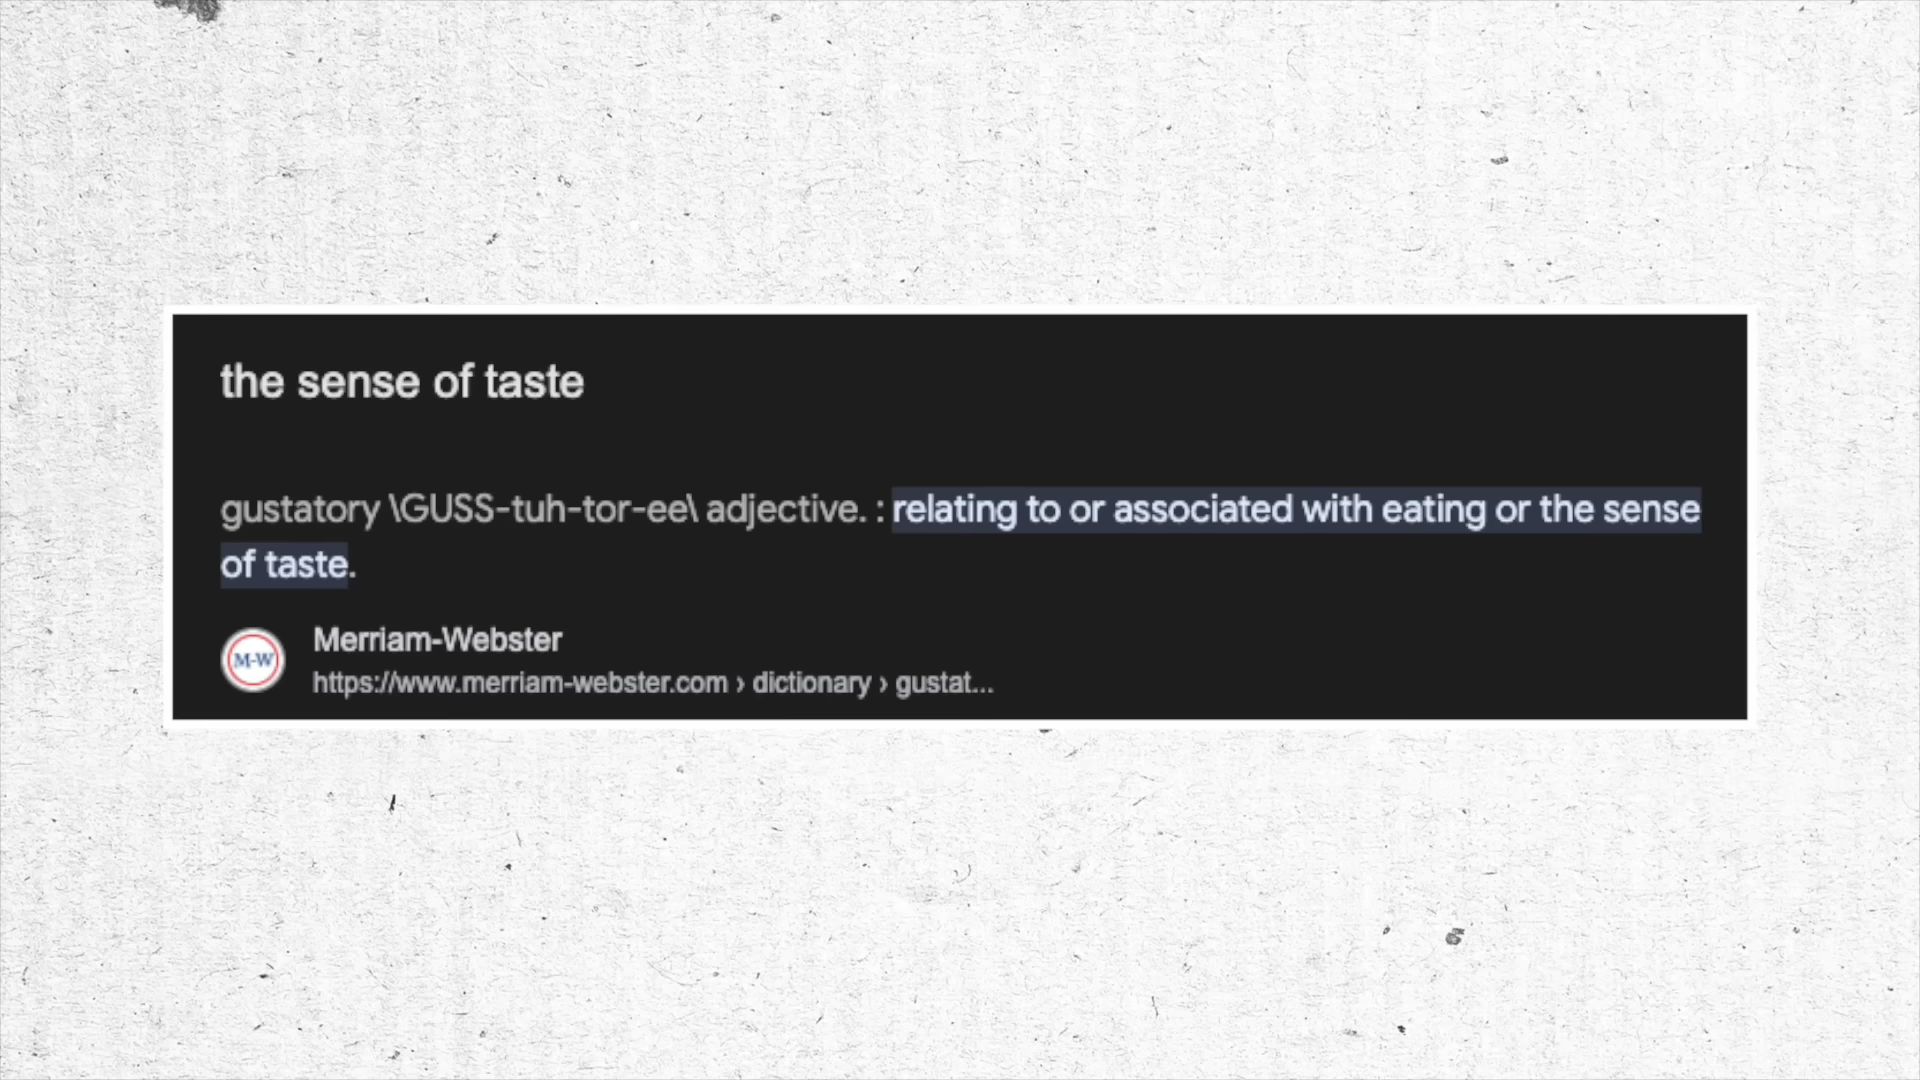 the sense of taste
gustatory \GUSS-tuh-tor-ee\ adjective. : relating to or associated with eating or the sense
of taste.
M-W
Merriam-Webster
https://www.merriam-webster.com › dictionary › gustat...